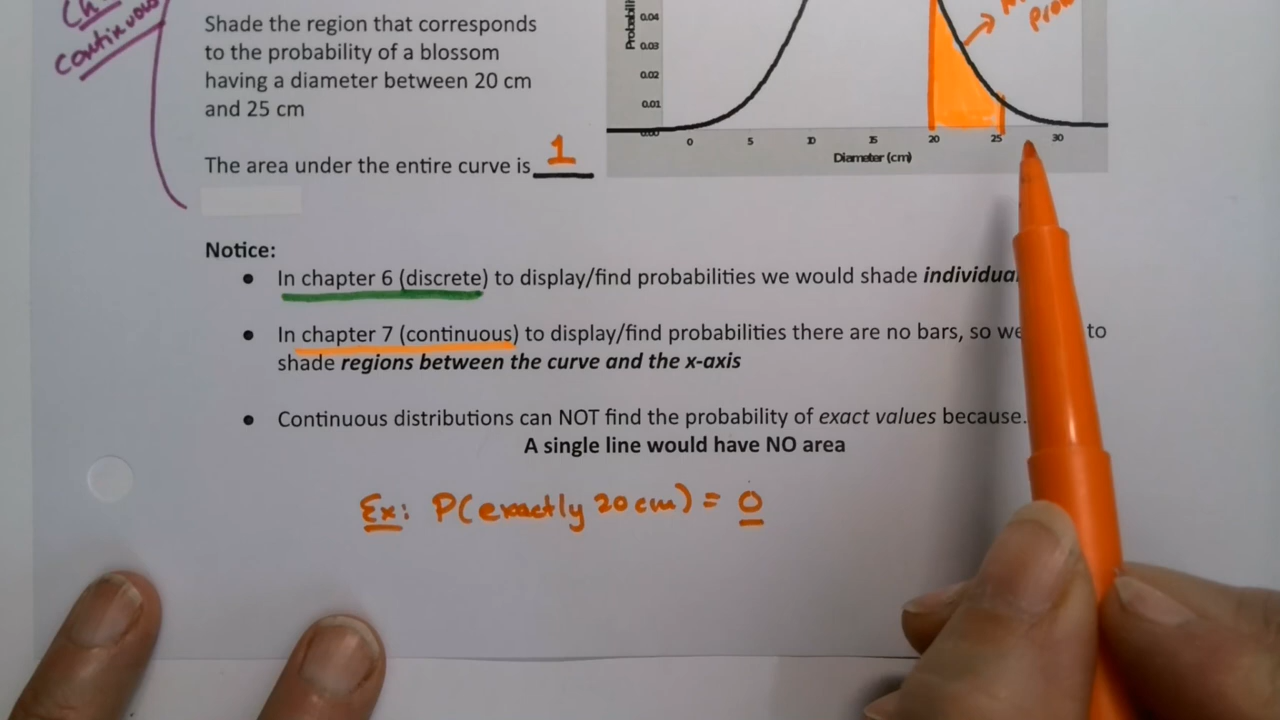 continuous
Shade the region that corresponds
to the probability of a blossom
having a diameter between 20 cm
and 25 cm
The area under the entire curve is 1
0.04
0.03
0.02
0.01
0.00
0 5 10 15 20 25 30
Diameter (cm)
Notice:
• In chapter 6 (discrete) to display/find probabilities we would shade
• In chapter 7 (continuous) to display/find probabilities there are no bars, so we to
shade regions between the curve and the x-axis
• Continuous distributions can NOT find the probability of exact values because.
A single line would have NO area
Ex: P(exactly 20 cm) = 0